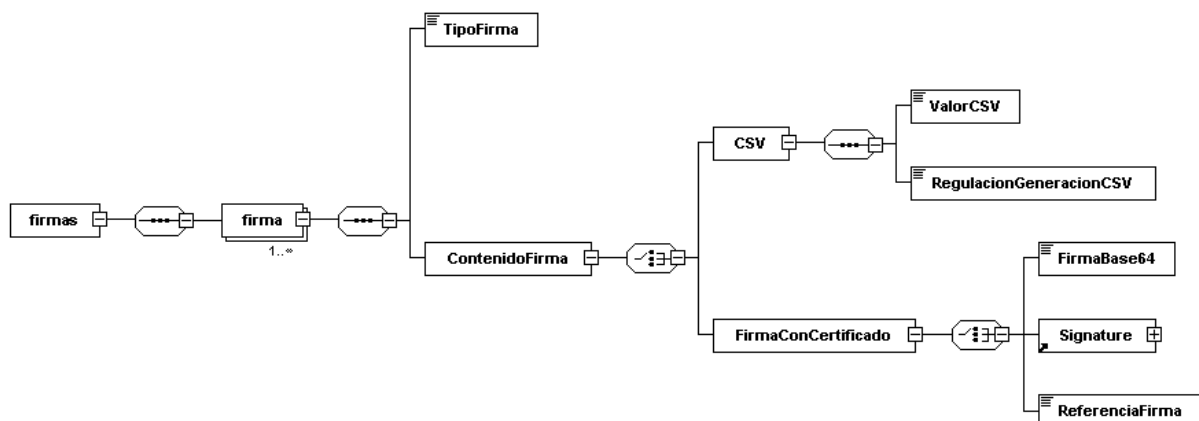 TipoFirma
ValorCSV
CSV
RegulacionGeneracionCSV
firmas
firma
1..∞
ContenidoFirma
FirmaBase64
FirmaConCertificado
Signature
ReferenciaFirma